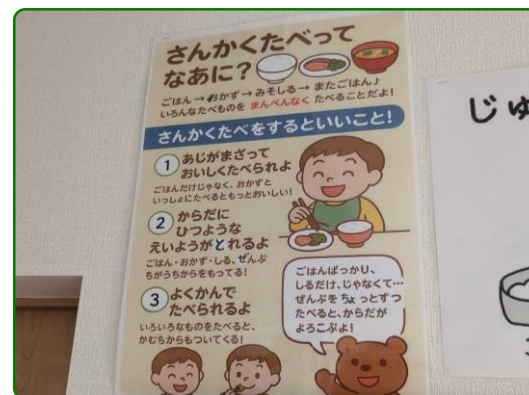 さんかくたべって
なあに？
ごはん→おかず→みそしる→またごはん♪
いろんなたべものを まんべんなく たべることだよ！
さんかくたべをするといいこと！
1 あじがまざって
おいしくたべられよ
ごはんだけじゃなく、おかずと
いっしょにたべるともっとおいしい！
2 からだに
ひつような
えいようがとれるよ
ごはん・おかず・しる、ぜんぶ
ちがうちからをもってる！
3 よくかんで
たべられるよ
いろいろなものをたべると、
かむちからもついてくる！
ごはんばっかり、
しるだけ、じゃなくて…
ぜんぶをちょっとずつ
たべると、からだが
よろこぶよ！
じゅ